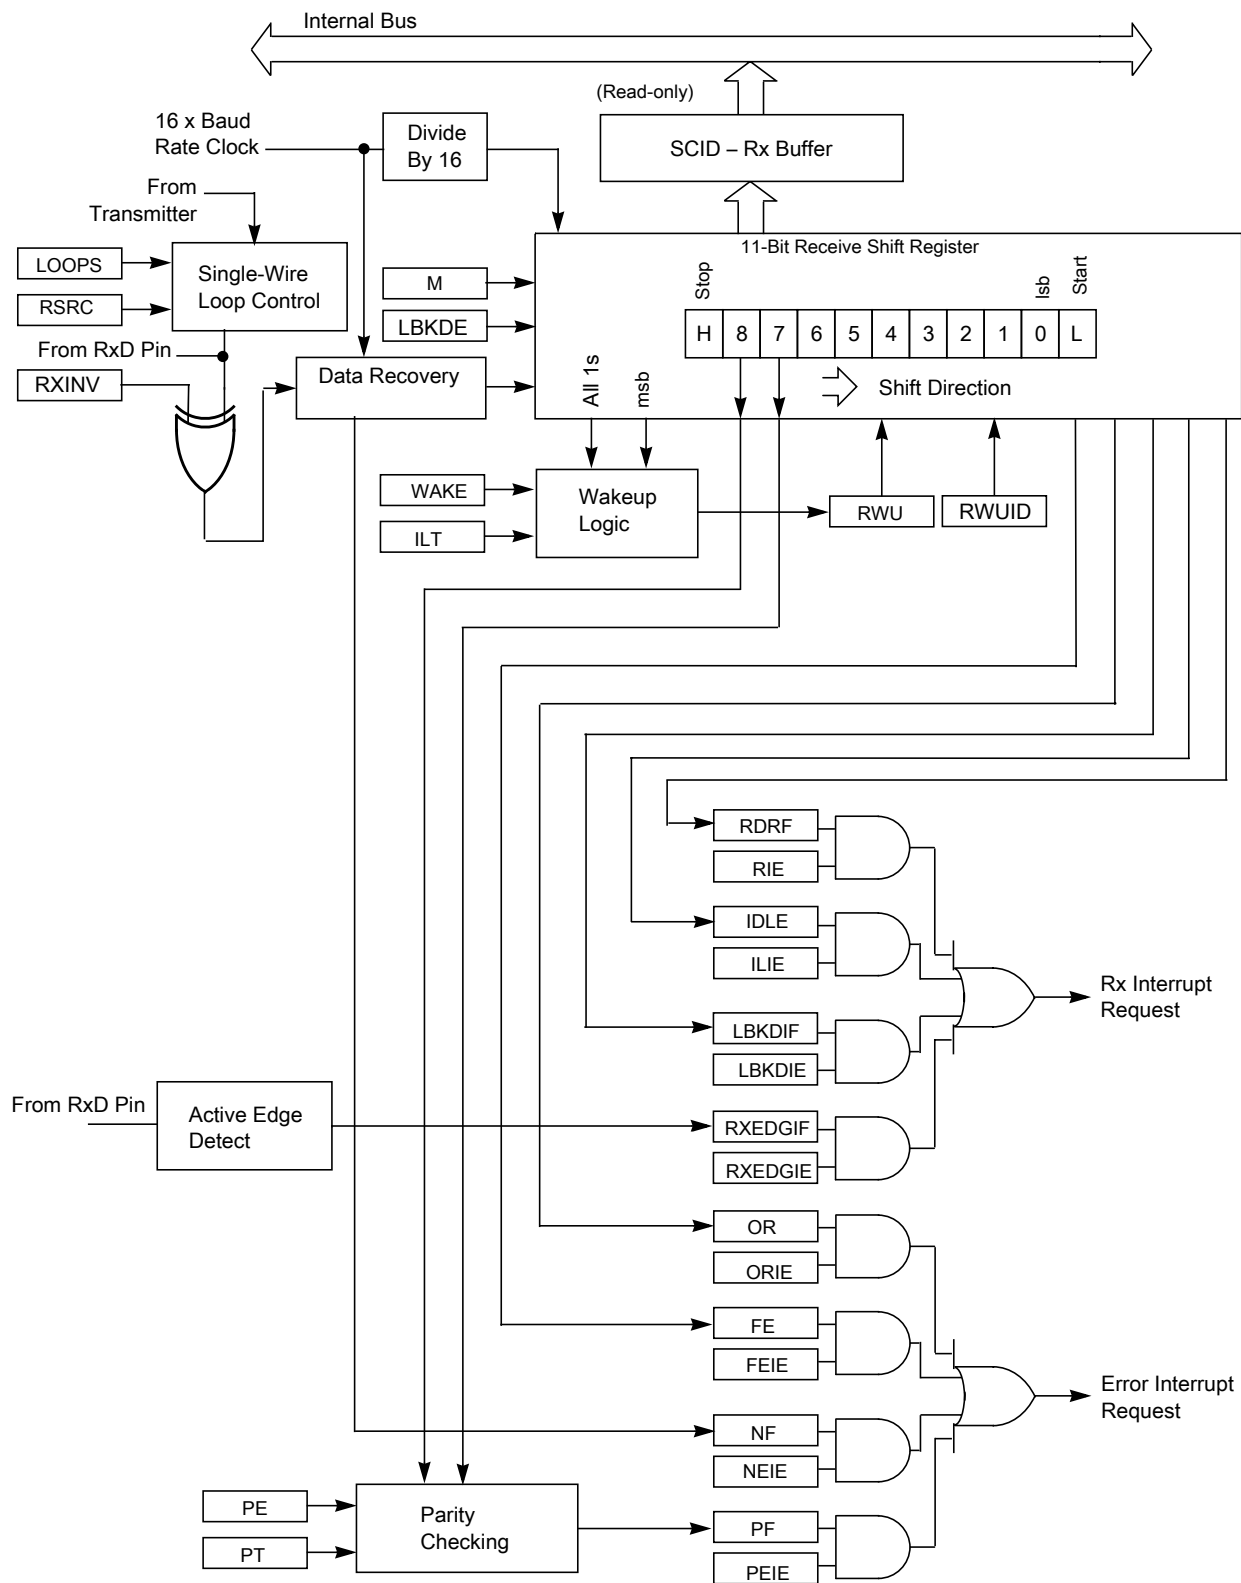 Internal Bus
(Read-only)
16 x Baud
Rate Clock
Divide
By 16
SCID – Rx Buffer
From
Transmitter
11-Bit Receive Shift Register
LOOPS
RSRC
Single-Wire
Loop Control
M
LBKDE
Stop
lsb
Start
H 8 7 6 5 4 3 2 1 0 L
From RxD Pin
RXINV
Data Recovery
All 1s
msb
Shift Direction
WAKE
ILT
Wakeup
Logic
RWU
RWUID
RDRF
RIE
IDLE
ILIE
Rx Interrupt
Request
LBKDIF
LBKDIE
From RxD Pin
Active Edge
Detect
RXEDGIF
RXEDGIE
OR
ORIE
FE
FEIE
Error Interrupt
Request
NF
NEIE
PE
PT
Parity
Checking
PF
PEIE